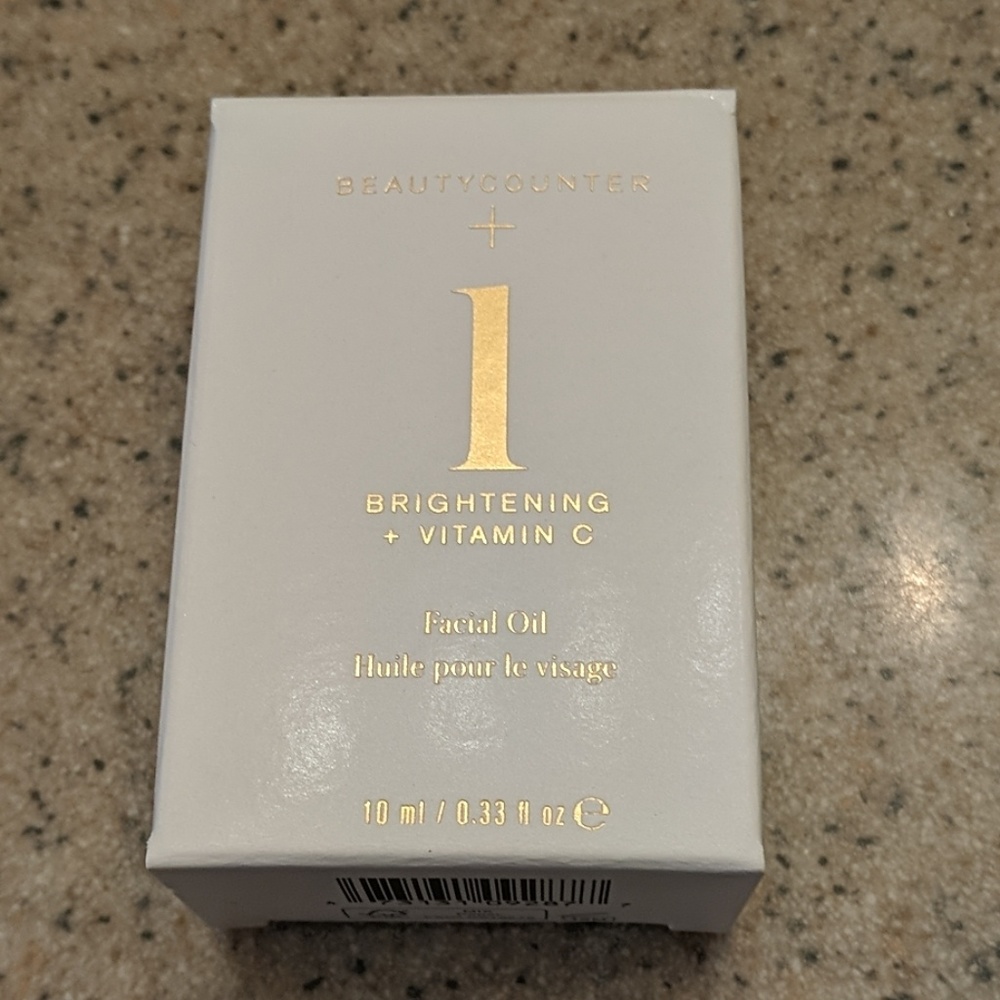 BEAUTYCOUNTER
+
1
BRIGHTENING
+ VITAMIN C
Facial Oil
Huile pour le visage
10 ml / 0.33 fl oz e